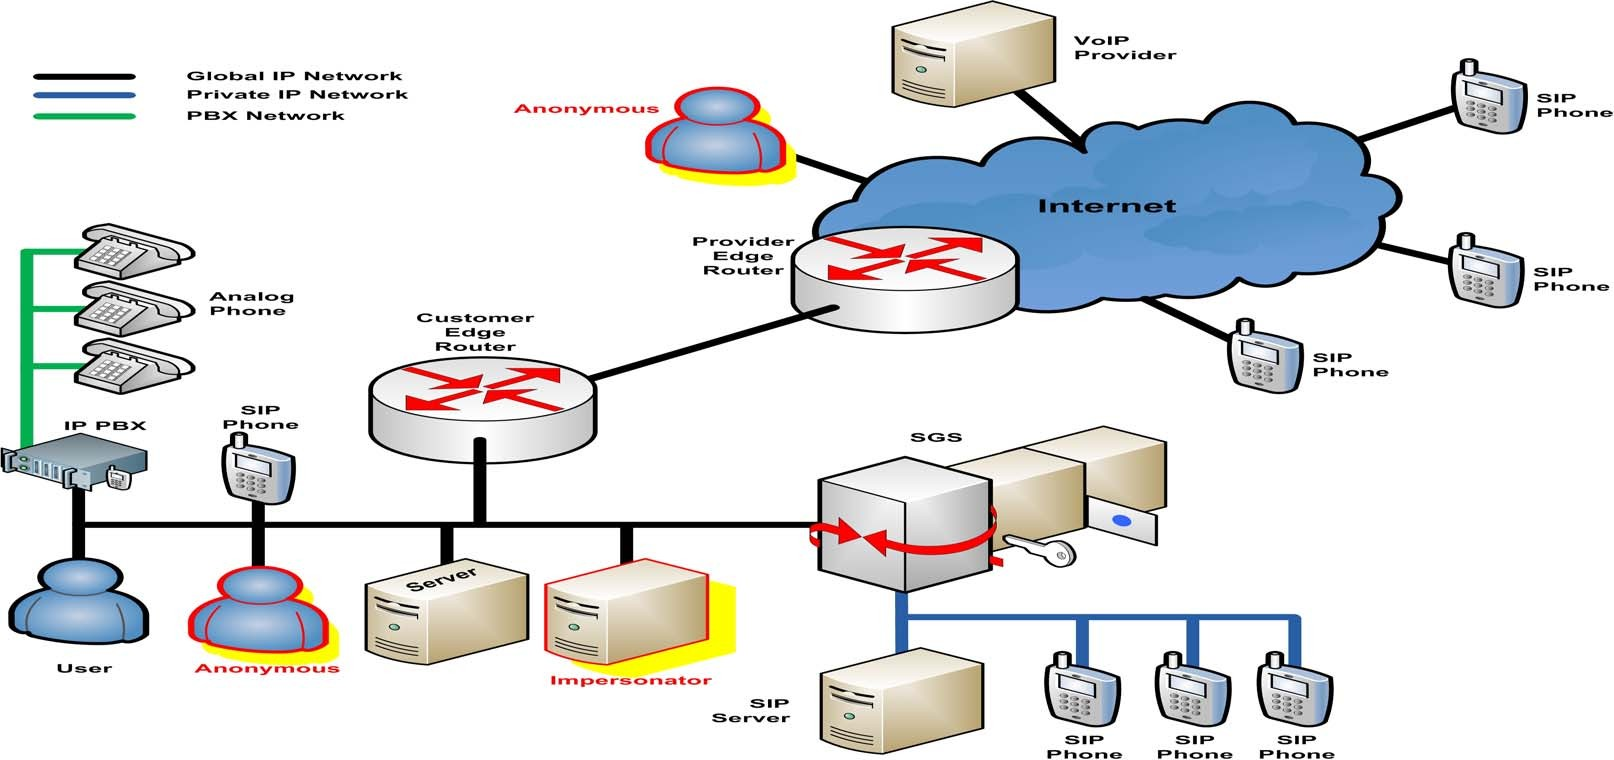 Global IP Network
Private IP Network
PBX Network
Anonymous
VoIP
Provider
SIP
Phone
Internet
Provider
Edge
Router
SIP
Phone
SIP
Phone
Analog
Phone
Customer
Edge
Router
IP PBX
SIP
Phone
SGS
User
Anonymous
Server
Impersonator
SIP
Server
SIP
Phone
SIP
Phone
SIP
Phone